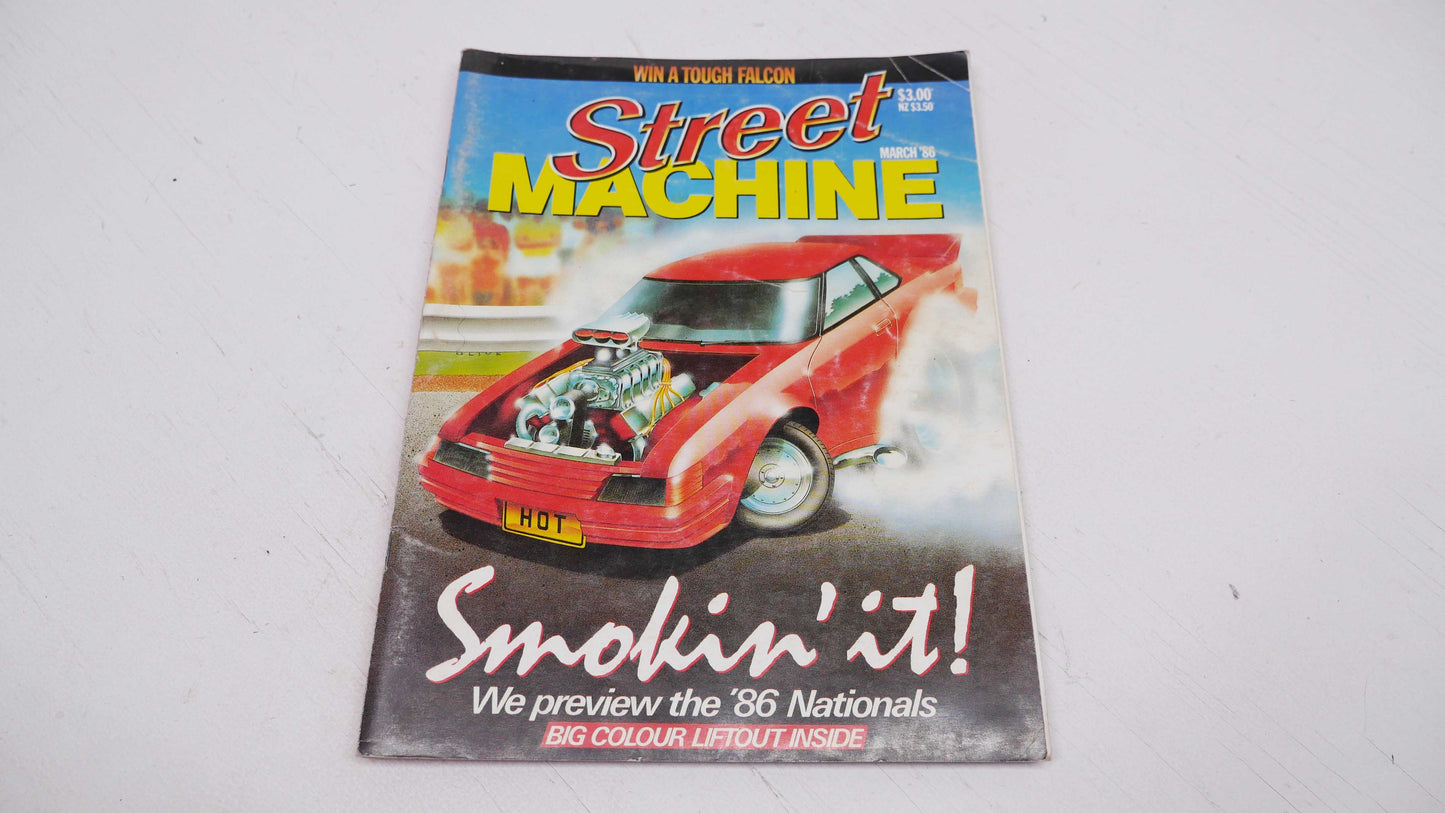 WIN A TOUGH FALCON
Street
$3.00*
NZ $3.50*
MARCH '86
MACHINE
HOT
Smokin' it!
We preview the '86 Nationals
BIG COLOUR LIFTOUT INSIDE